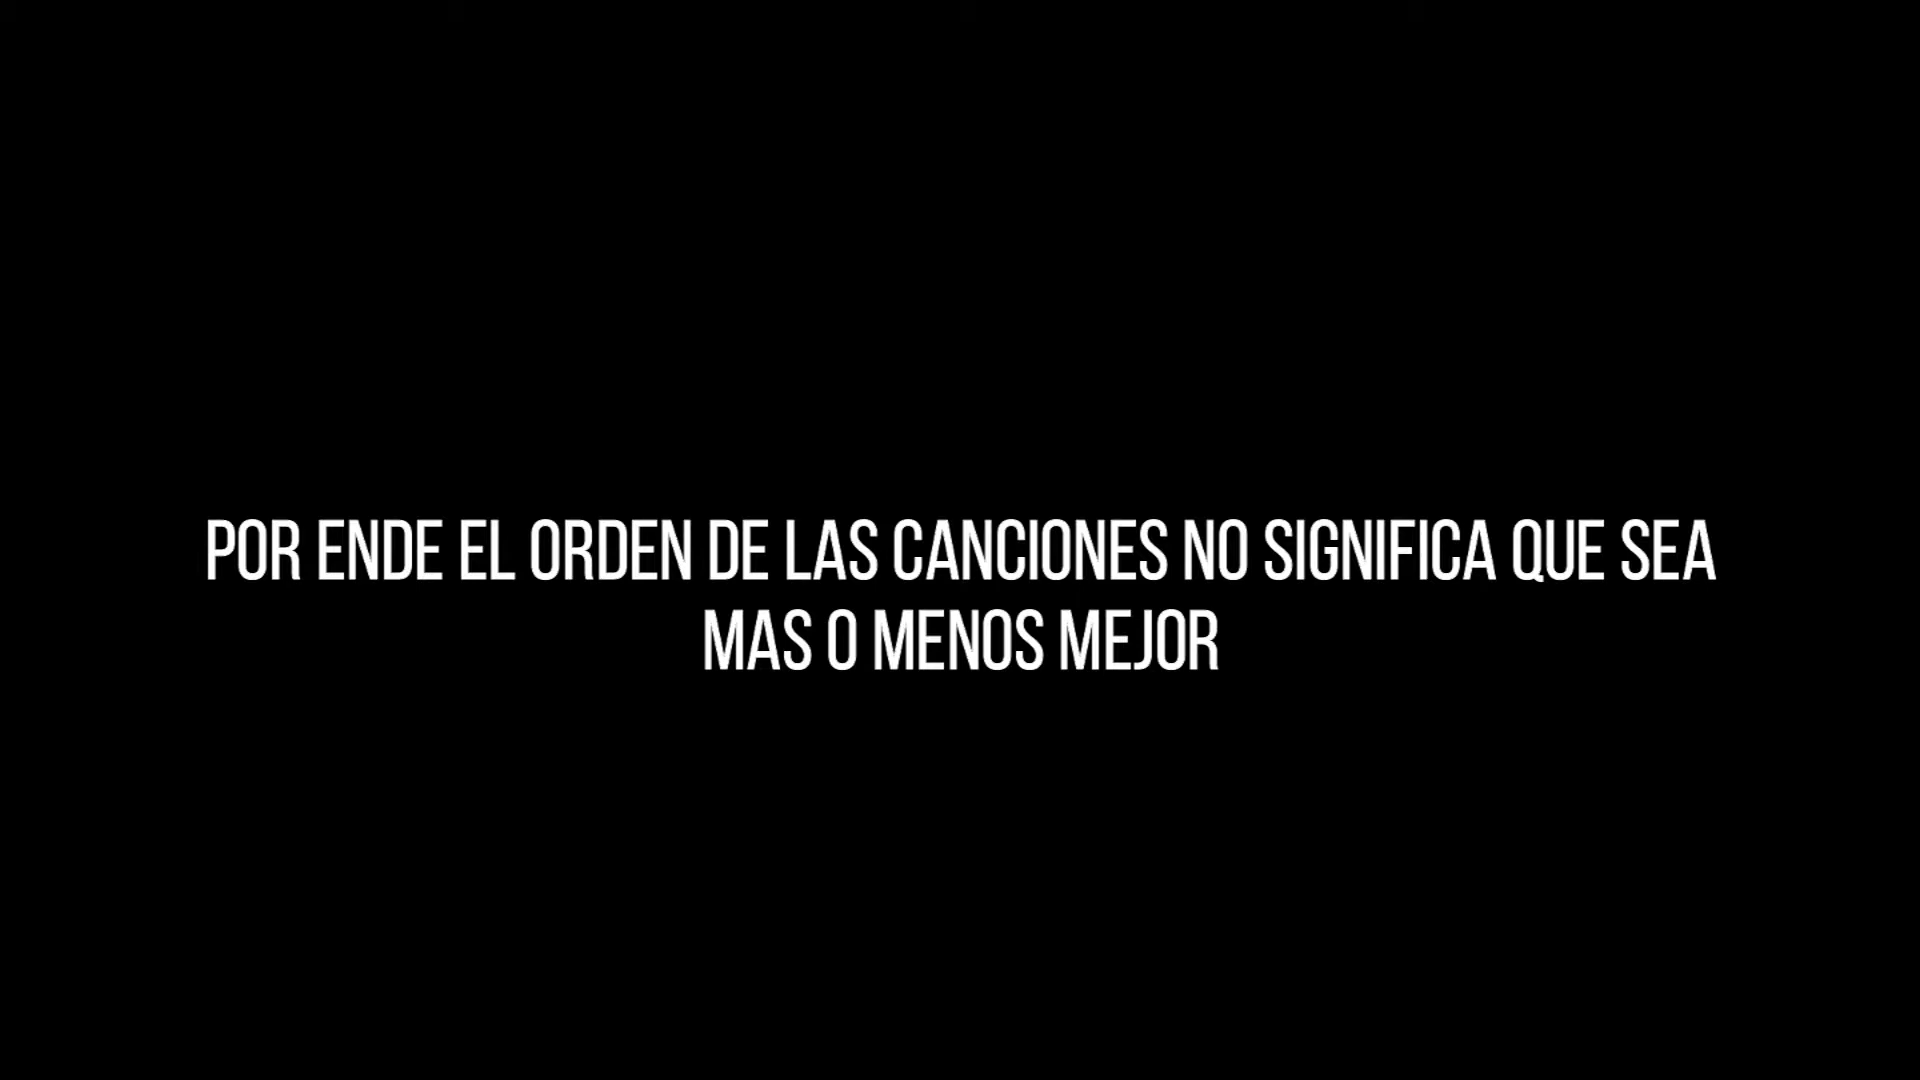 POR ENDE EL ORDEN DE LAS CANCIONES NO SIGNIFICA QUE SEA
MAS O MENOS MEJOR